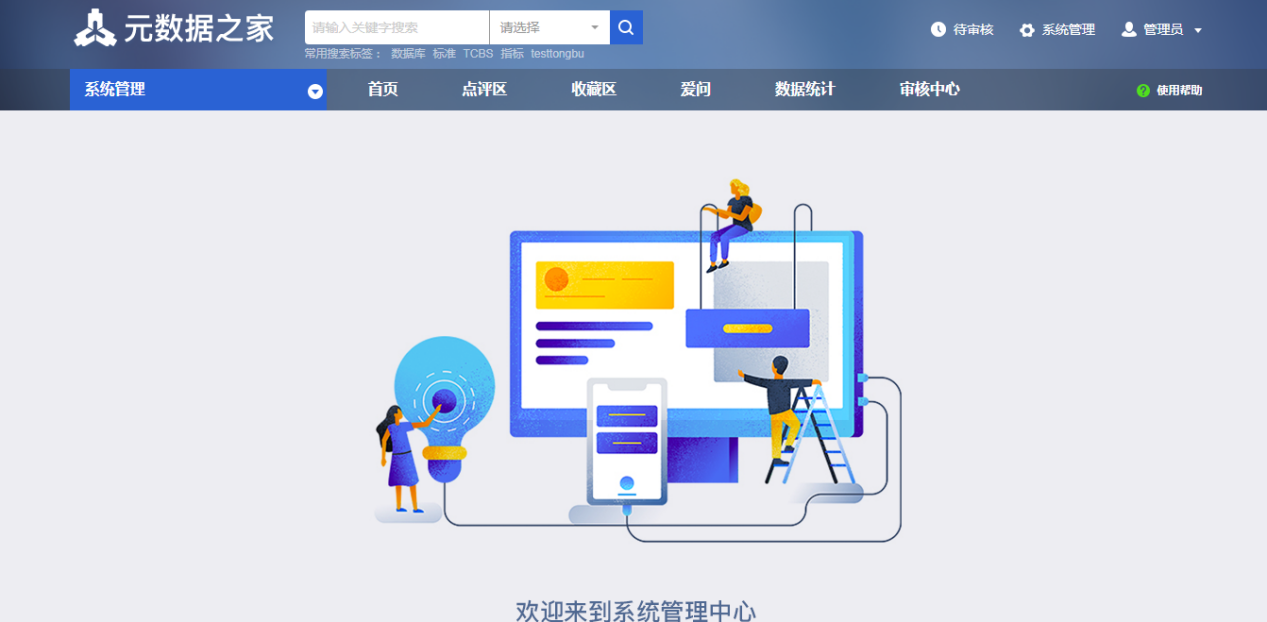 元数据之家
请输入关键字搜索 请选择
待审核 系统管理 管理员
常用搜索标签： 数据库 标准 TCBS 指标 testtongbu
系统管理 首页 点评区 收藏区 爱问 数据统计 审核中心 ? 使用帮助
欢迎来到系统管理中心